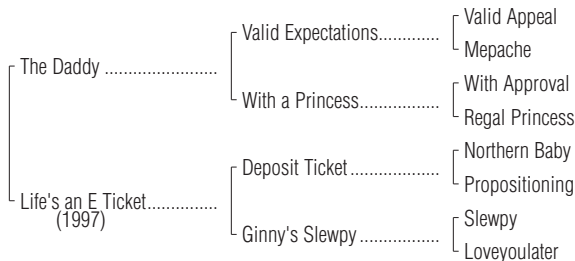 Valid Appeal
Valid Expectations.............
Mepache
The Daddy .......................
With Approval
With a Princess.................
Regal Princess
Northern Baby
Deposit Ticket...................
Propositioning
Life's an E Ticket..............
(1997)
Slewpy
Ginny's Slewpy.................
Loveyoulater